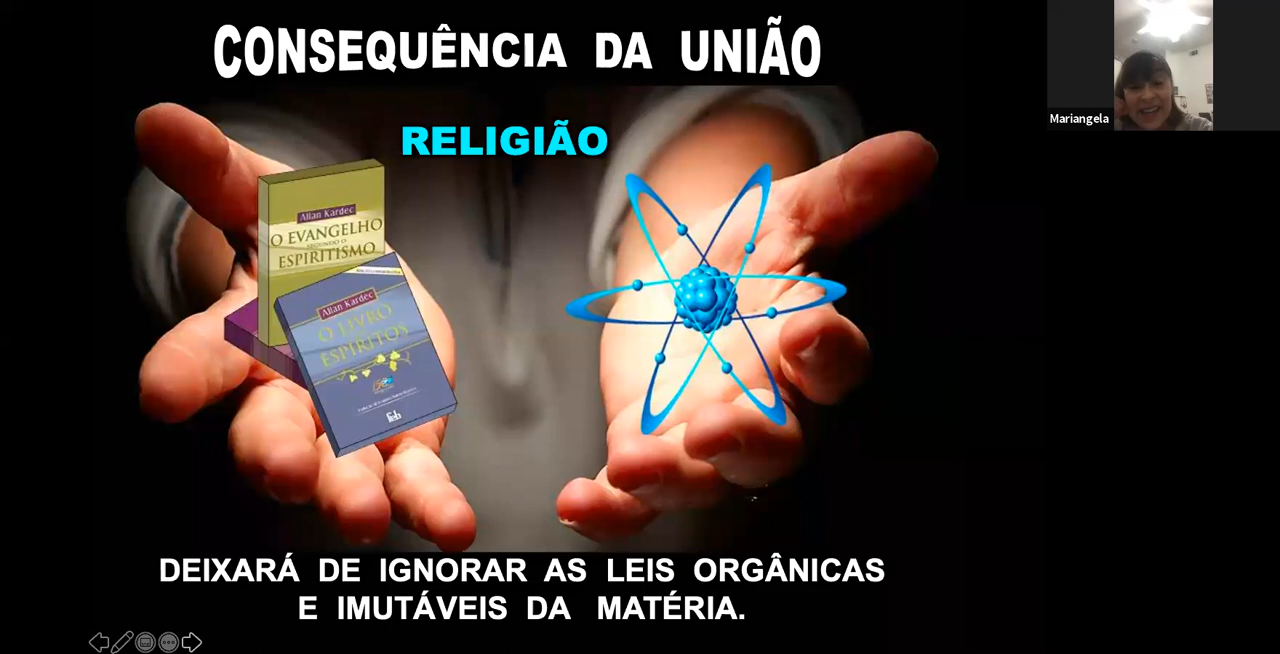 CONSEQUÊNCIA DA UNIÃO
Mariangela
RELIGIÃO
Allan Kardec
O EVANGELHO
SEGUNDO O
ESPIRITISMO
Allan Kardec
O LIVRO
ESPÍRITOS
feb
DEIXARÁ DE IGNORAR AS LEIS ORGÂNICAS
E IMUTÁVEIS DA MATÉRIA.